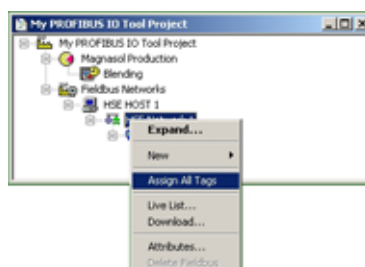 My PROFIBUS IO Tool Project
My PROFIBUS IO Tool Project
Magnasol Production
Blending
Fieldbus Networks
HSE HOST 1
Expand...
New
Assign All Tags
Live List...
Download...
Attributes...
Delete Fieldbus